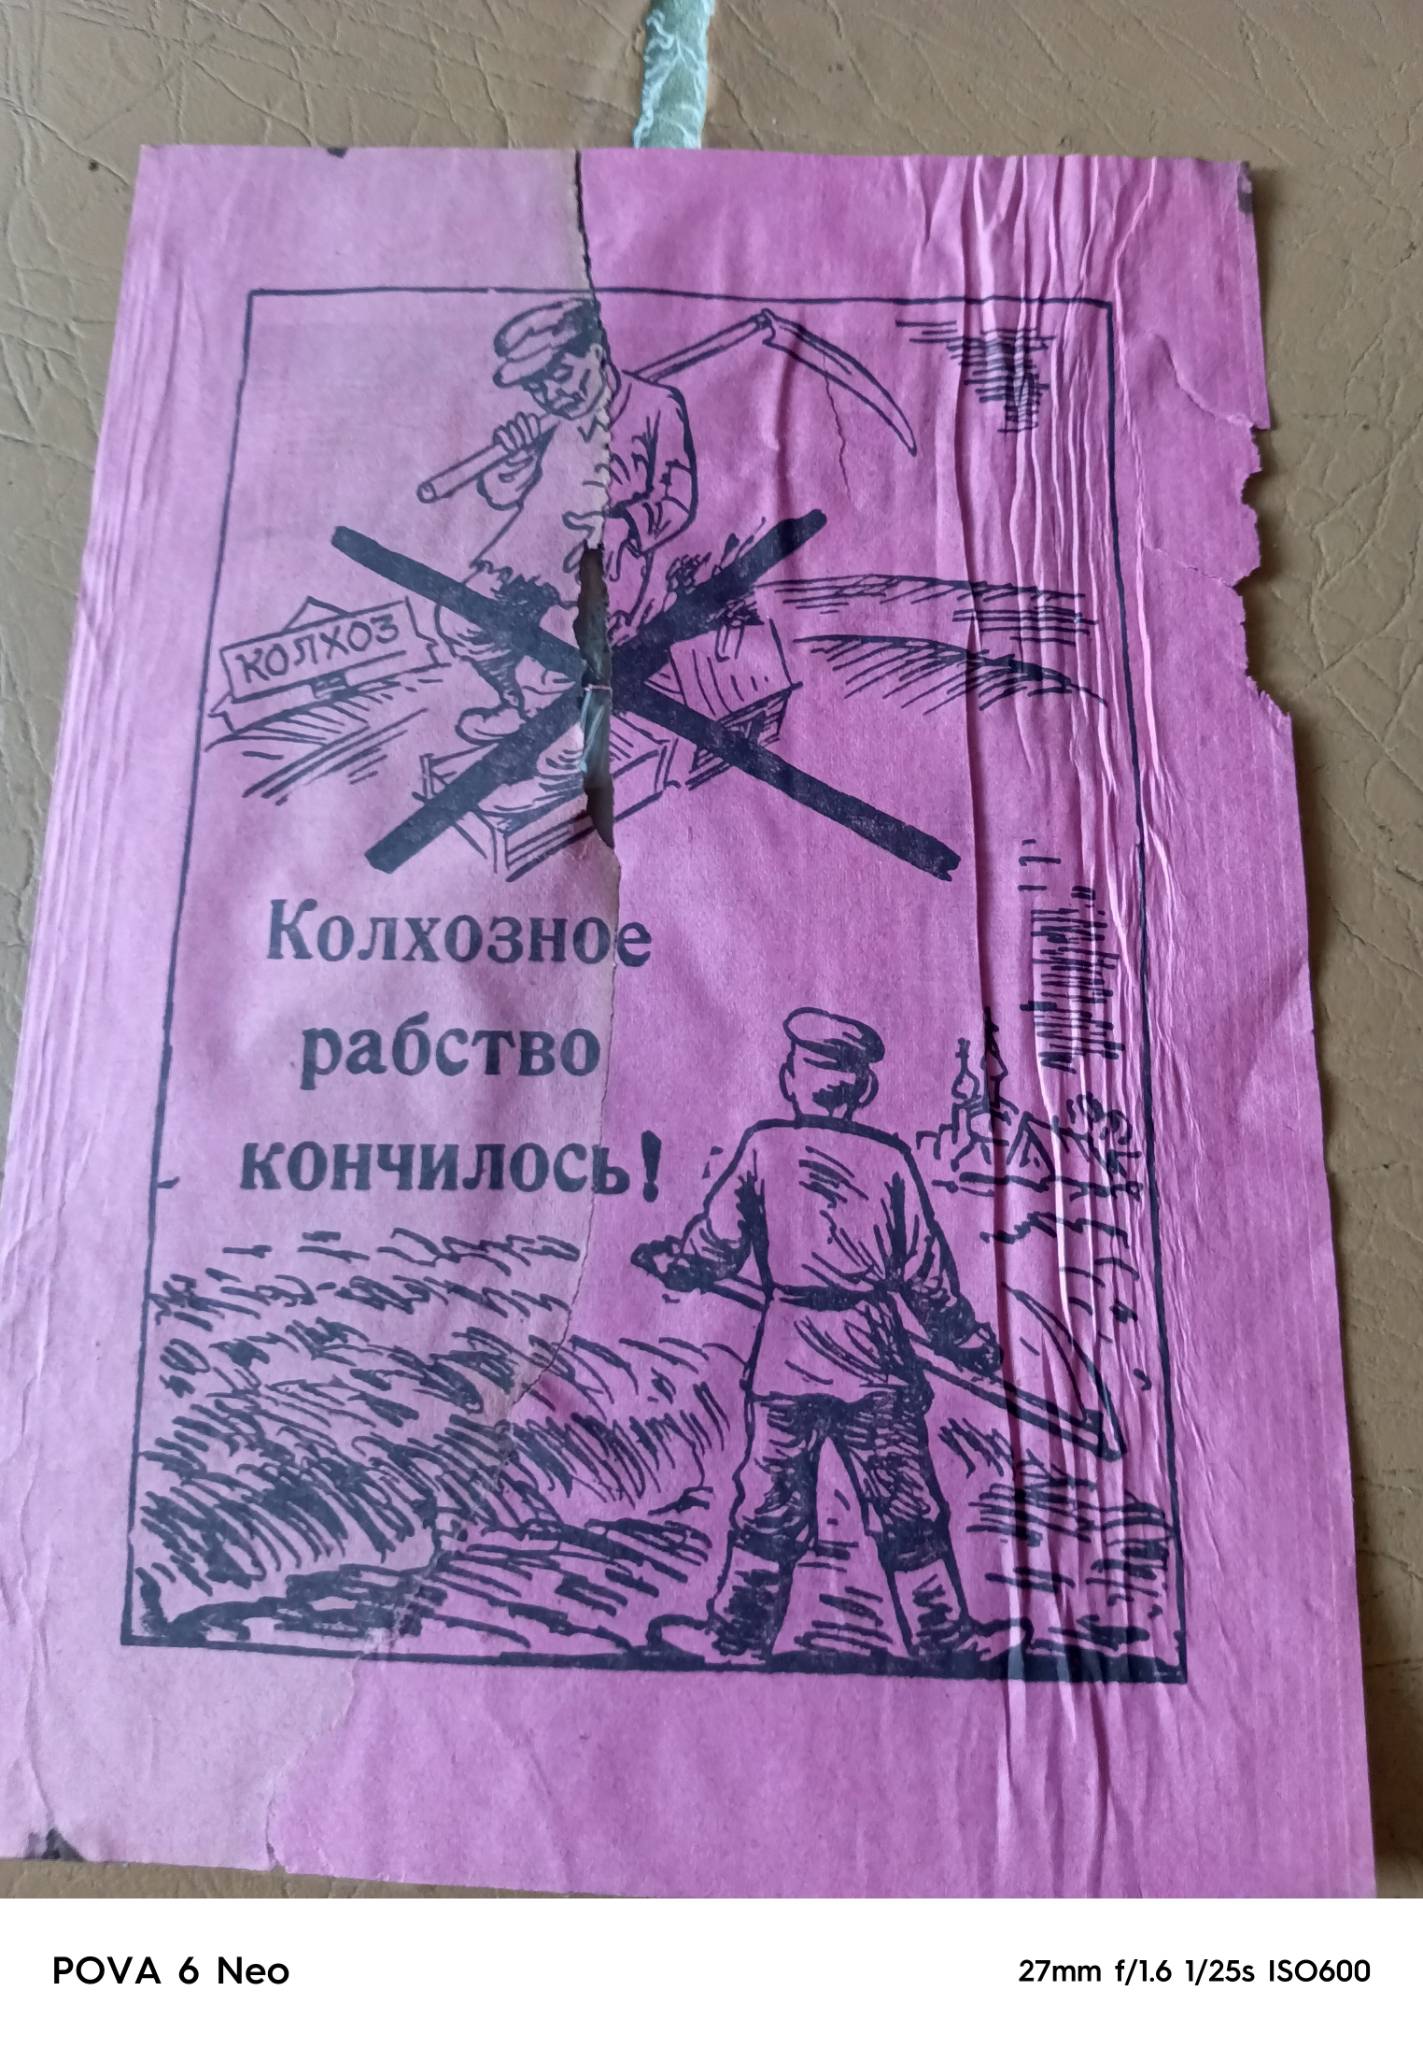 КОЛХОЗ
Колхозное
рабство
кончилось!
POVA 6 Neo
27mm f/1.6 1/25s ISO600